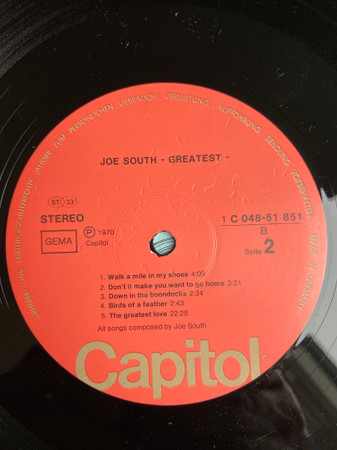 JOE SOUTH - GREATEST -
ST 33
STEREO
GEMA
P 1970
Capitol
1 C 048-51 851
B
Seite 2
1. Walk a mile in my shoes 4:09
2. Don't it make you want to go home 3:21
3. Down in the boondocks 2:34
4. Birds of a feather 2:43
5. The greatest love 22:28
All songs composed by Joe South
Capitol